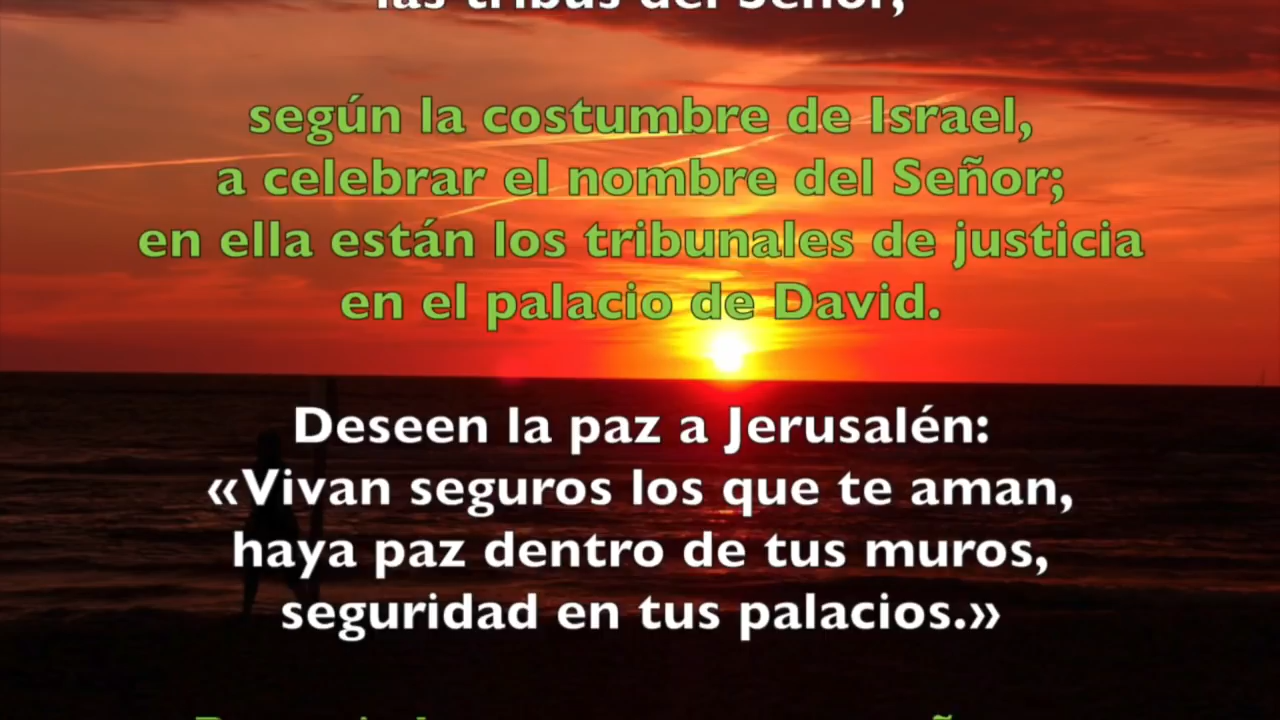 las tribus del Señor,
según la costumbre de Israel,
a celebrar el nombre del Señor;
en ella están los tribunales de justicia
en el palacio de David.
Deseen la paz a Jerusalén:
«Vivan seguros los que te aman,
haya paz dentro de tus muros,
seguridad en tus palacios.»